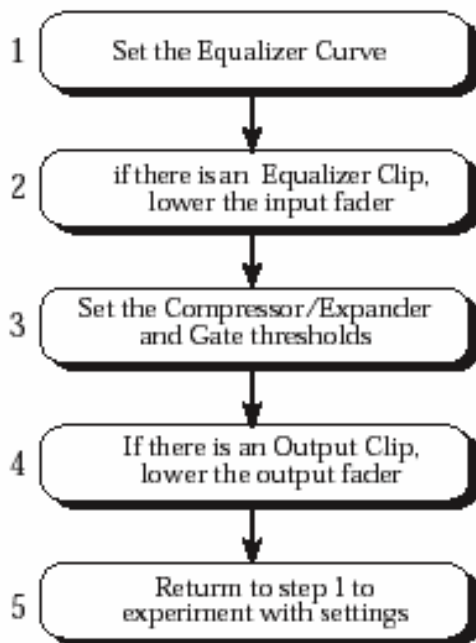 1
Set the Equalizer Curve
2
if there is an Equalizer Clip,
lower the input fader
3
Set the Compressor/Expander
and Gate thresholds
4
If there is an Output Clip,
lower the output fader
5
Return to step 1 to
experiment with settings